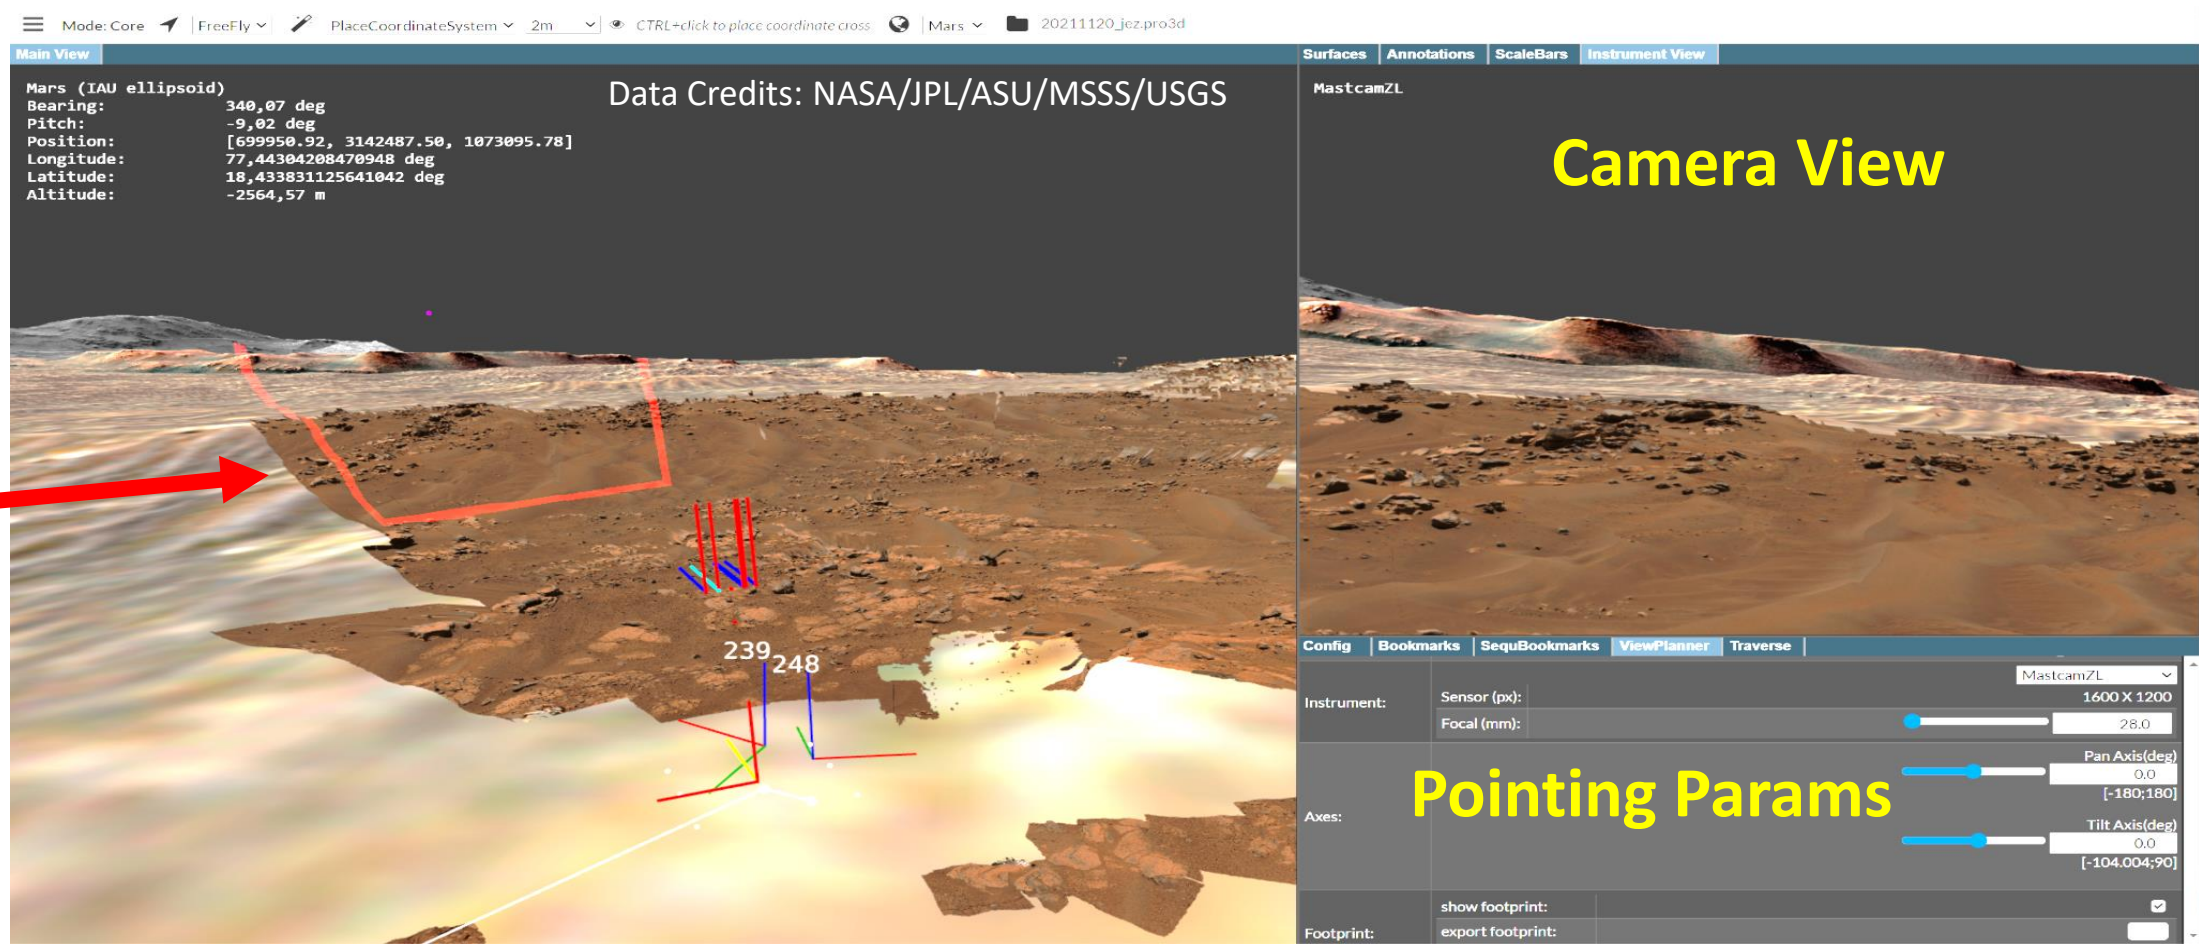 Mode: Core FreeFly PlaceCoordinateSystem 2m CTRL+click to place coordinate cross Mars 20211120_jez.pro3d
Main View
Mars (IAU ellipsoid)
Bearing: 340,07 deg
Pitch: -9,02 deg
Position: [699950.92, 3142487.50, 1073095.78]
Longitude: 77,44304208470948 deg
Latitude: 18,433831125641042 deg
Altitude: -2564,57 m
Data Credits: NASA/JPL/ASU/MSSS/USGS
239
248
Surfaces Annotations ScaleBars Instrument View
MastcamZL
Camera View
Config Bookmarks SequBookmarks ViewPlanner Traverse
MastcamZL
Instrument: Sensor (px): 1600 X 1200
Focal (mm): 28.0
Pointing Params
Axes:
Pan Axis(deg)
0.0
[-180;180]
Tilt Axis(deg)
0.0
[-104.004;90]
Footprint:
show footprint:
export footprint: